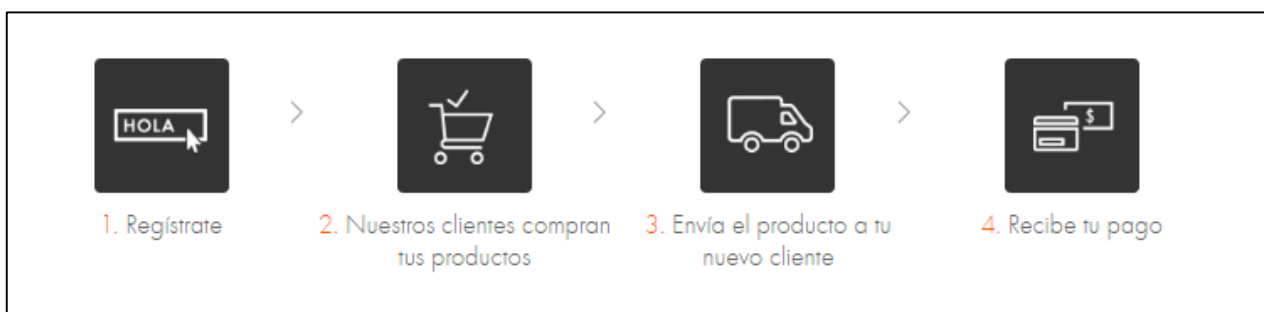 HOLA
$
1. Regístrate
2. Nuestros clientes compran
tus productos
3. Envía el producto a tu
nuevo cliente
4. Recibe tu pago